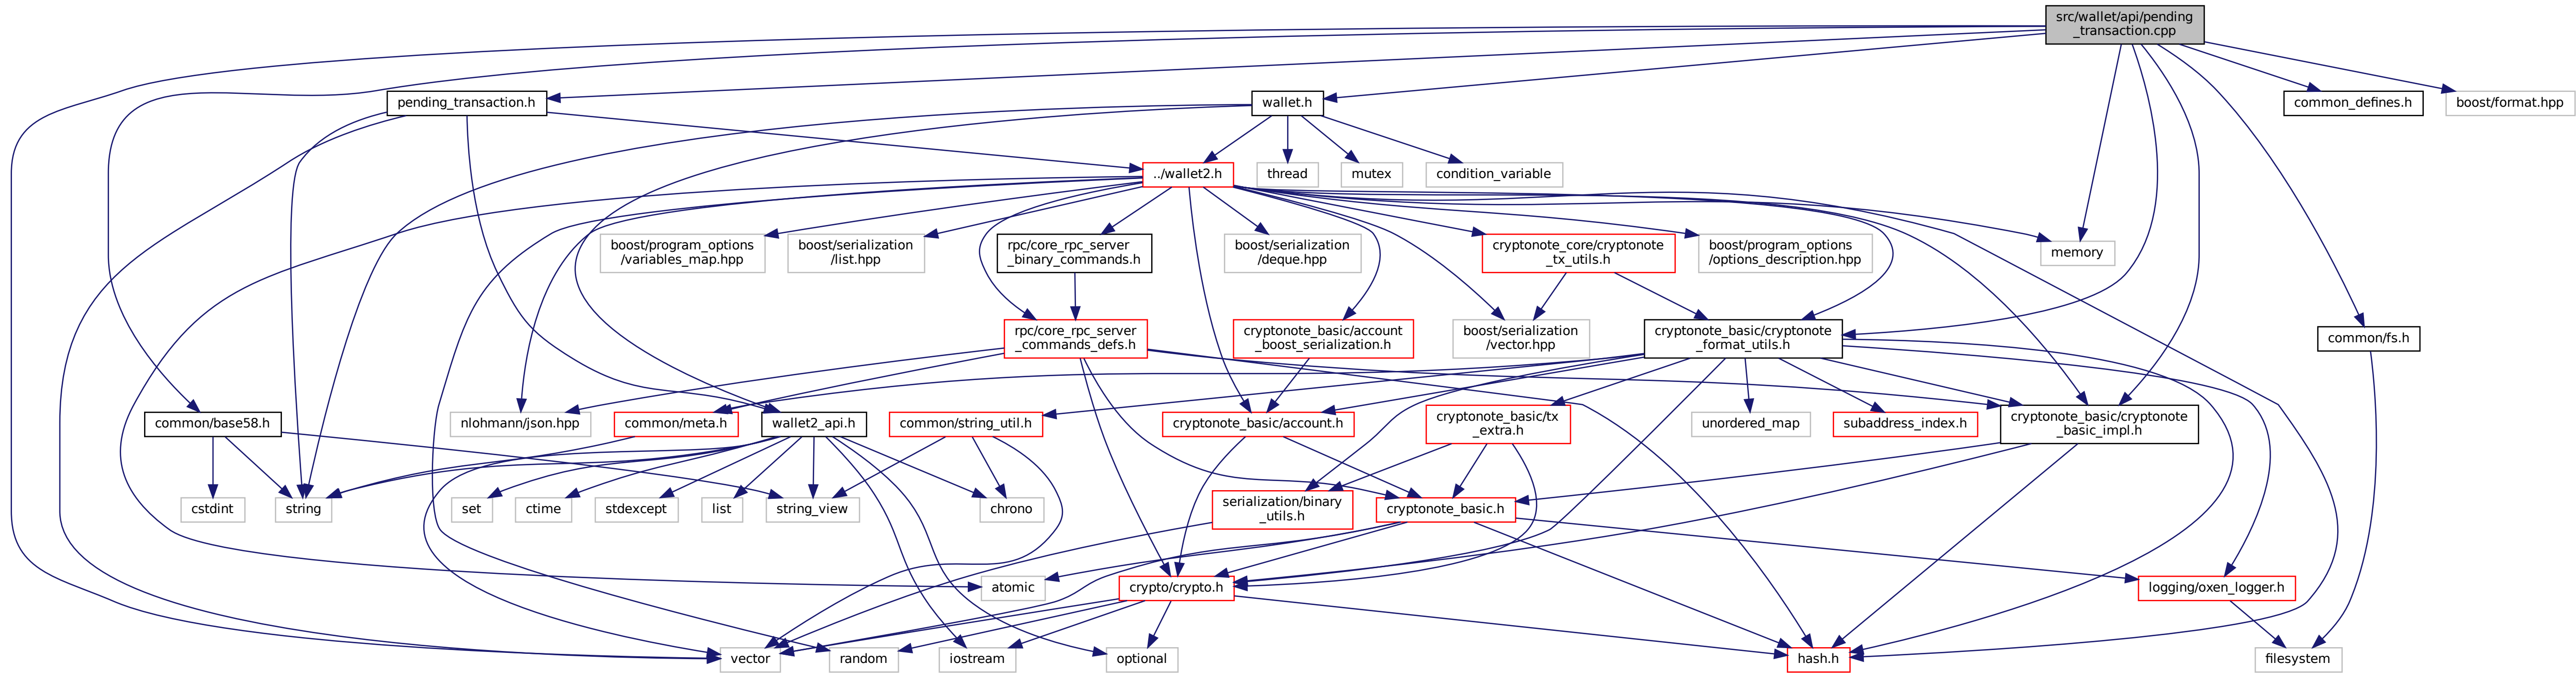 src/wallet/api/pending
_transaction.cpp
pending_transaction.h
wallet.h
common_defines.h
boost/format.hpp
../wallet2.h
thread
mutex
condition_variable
boost/program_options
/variables_map.hpp
boost/serialization
/list.hpp
rpc/core_rpc_server
_binary_commands.h
boost/serialization
/deque.hpp
cryptonote_core/cryptonote
_tx_utils.h
boost/program_options
/options_description.hpp
memory
rpc/core_rpc_server
_commands_defs.h
cryptonote_basic/account
_boost_serialization.h
boost/serialization
/vector.hpp
cryptonote_basic/cryptonote
_format_utils.h
common/fs.h
common/base58.h
nlohmann/json.hpp
common/meta.h
wallet2_api.h
common/string_util.h
cryptonote_basic/account.h
cryptonote_basic/tx
_extra.h
unordered_map
subaddress_index.h
cryptonote_basic/cryptonote
_basic_impl.h
cstdint
string
set
ctime
stdexcept
list
string_view
chrono
serialization/binary
_utils.h
cryptonote_basic.h
atomic
crypto/crypto.h
logging/oxen_logger.h
vector
random
iostream
optional
hash.h
filesystem